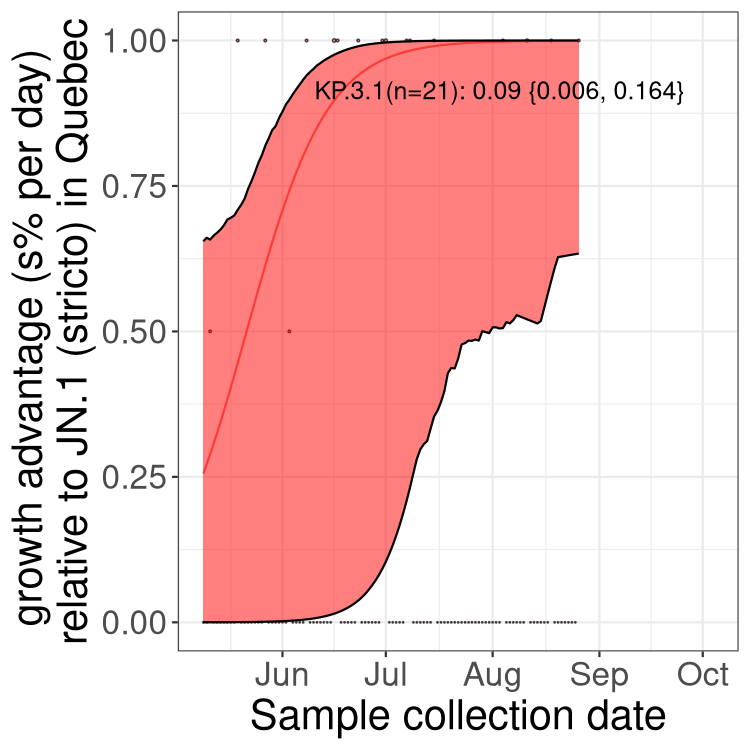 growth advantage (s% per day)
relative to JN.1 (stricto) in Quebec
1.00
0.75
0.50
0.25
0.00
KP.3.1(n=21): 0.09 {0.006, 0.164}
Jun Jul Aug Sep Oct
Sample collection date